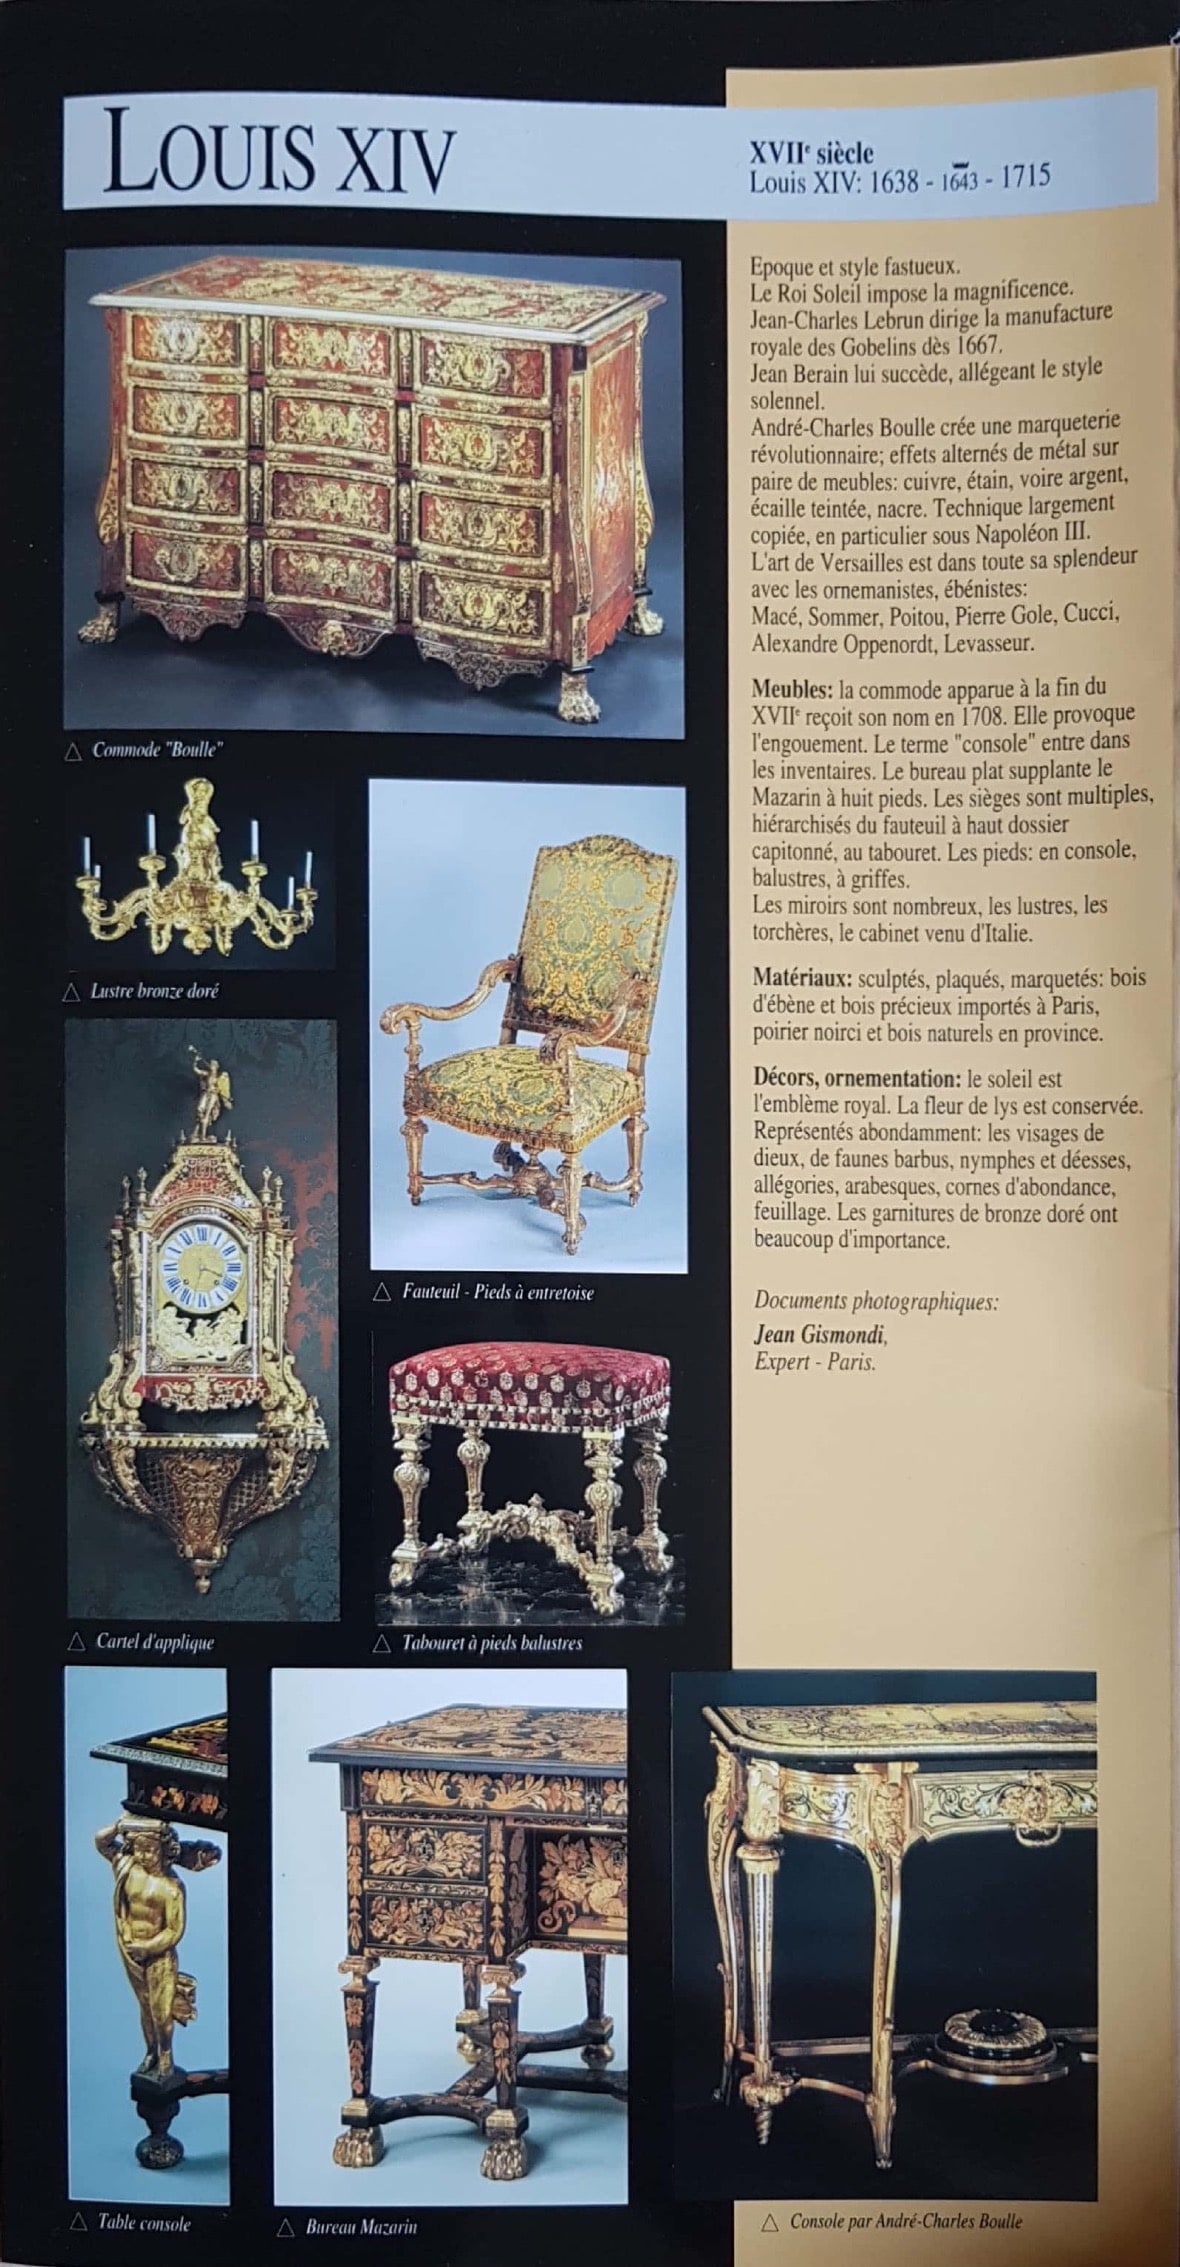 LOUIS XIV
XVIIe siècle
Louis XIV: 1638 - 1643 - 1715
Epoque et style fastueux.
Le Roi Soleil impose la magnificence.
Jean-Charles Lebrun dirige la manufacture
royale des Gobelins dès 1667.
Jean Berain lui succède, allégeant le style
solennel.
André-Charles Boulle crée une marqueterie
révolutionnaire; effets alternés de métal sur
paire de meubles: cuivre, étain, voire argent,
écaille teintée, nacre. Technique largement
copiée, en particulier sous Napoléon III.
L'art de Versailles est dans toute sa splendeur
avec les ornemanistes, ébénistes:
Macé, Sommer, Poitou, Pierre Gole, Cucci,
Alexandre Oppenordt, Levasseur.
Meubles: la commode apparue à la fin du
XVIIe reçoit son nom en 1708. Elle provoque
l'engouement. Le terme "console" entre dans
les inventaires. Le bureau plat supplante le
Mazarin à huit pieds. Les sièges sont multiples,
hiérarchisés du fauteuil à haut dossier
capitonné, au tabouret. Les pieds: en console,
balustres, à griffes.
Les miroirs sont nombreux, les lustres, les
torchères, le cabinet venu d'Italie.
Matériaux: sculptés, plaqués, marquetés: bois
d'ébène et bois précieux importés à Paris,
poirier noirci et bois naturels en province.
Décors, ornementation: le soleil est
l'emblème royal. La fleur de lys est conservée.
Représentés abondamment: les visages de
dieux, de faunes barbus, nymphes et déesses,
allégories, arabesques, cornes d'abondance,
feuillage. Les garnitures de bronze doré ont
beaucoup d'importance.
Documents photographiques:
Jean Gismondi,
Expert - Paris.
△ Commode "Boulle"
△ Lustre bronze doré
△ Fauteuil - Pieds à entretoise
△ Cartel d'applique
△ Tabouret à pieds balustres
△ Table console
△ Bureau Mazarin
△ Console par André-Charles Boulle